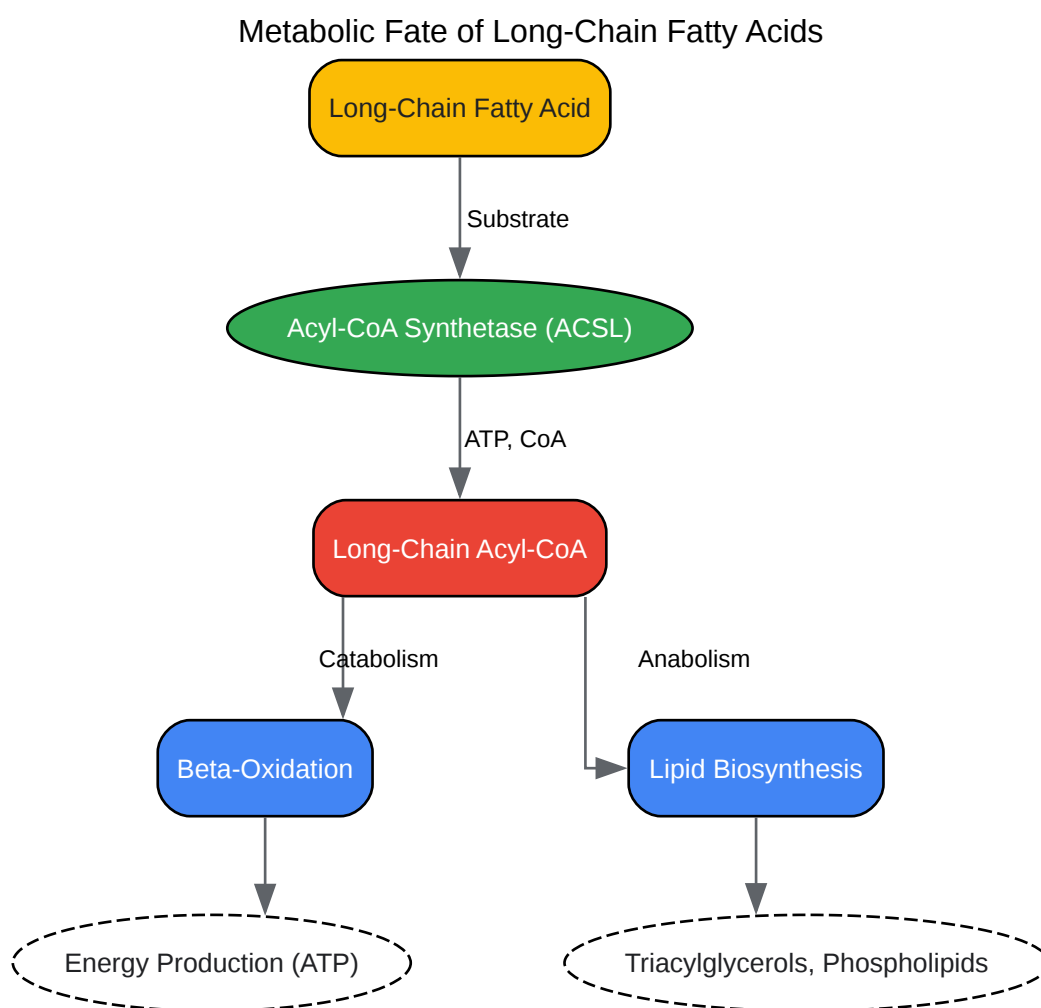 Metabolic Fate of Long-Chain Fatty Acids
Long-Chain Fatty Acid
Substrate
Acyl-CoA Synthetase (ACSL)
ATP, CoA
Long-Chain Acyl-CoA
Catabolism
Anabolism
Beta-Oxidation
Lipid Biosynthesis
Energy Production (ATP)
Triacylglycerols, Phospholipids